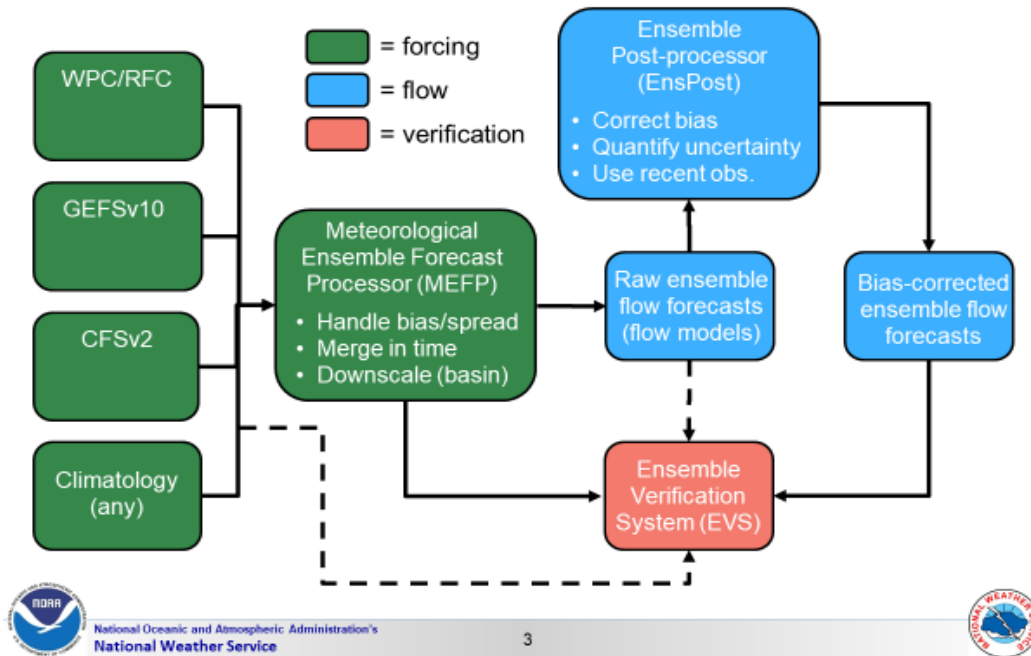 WPC/RFC
GEFSv10
CFSv2
Climatology
(any)
= forcing
= flow
= verification
Meteorological
Ensemble Forecast
Processor (MEFP)
• Handle bias/spread
• Merge in time
• Downscale (basin)
Ensemble
Post-processor
(EnsPost)
• Correct bias
• Quantify uncertainty
• Use recent obs.
Raw ensemble
flow forecasts
(flow models)
Bias-corrected
ensemble flow
forecasts
Ensemble
Verification
System (EVS)
NOAA
National Oceanic and Atmospheric Administration's
National Weather Service
3